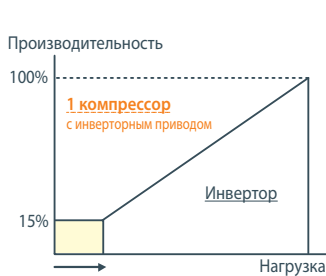 Производительность
100%
1 компрессор
с инверторным приводом
Инвертор
15%
Нагрузка